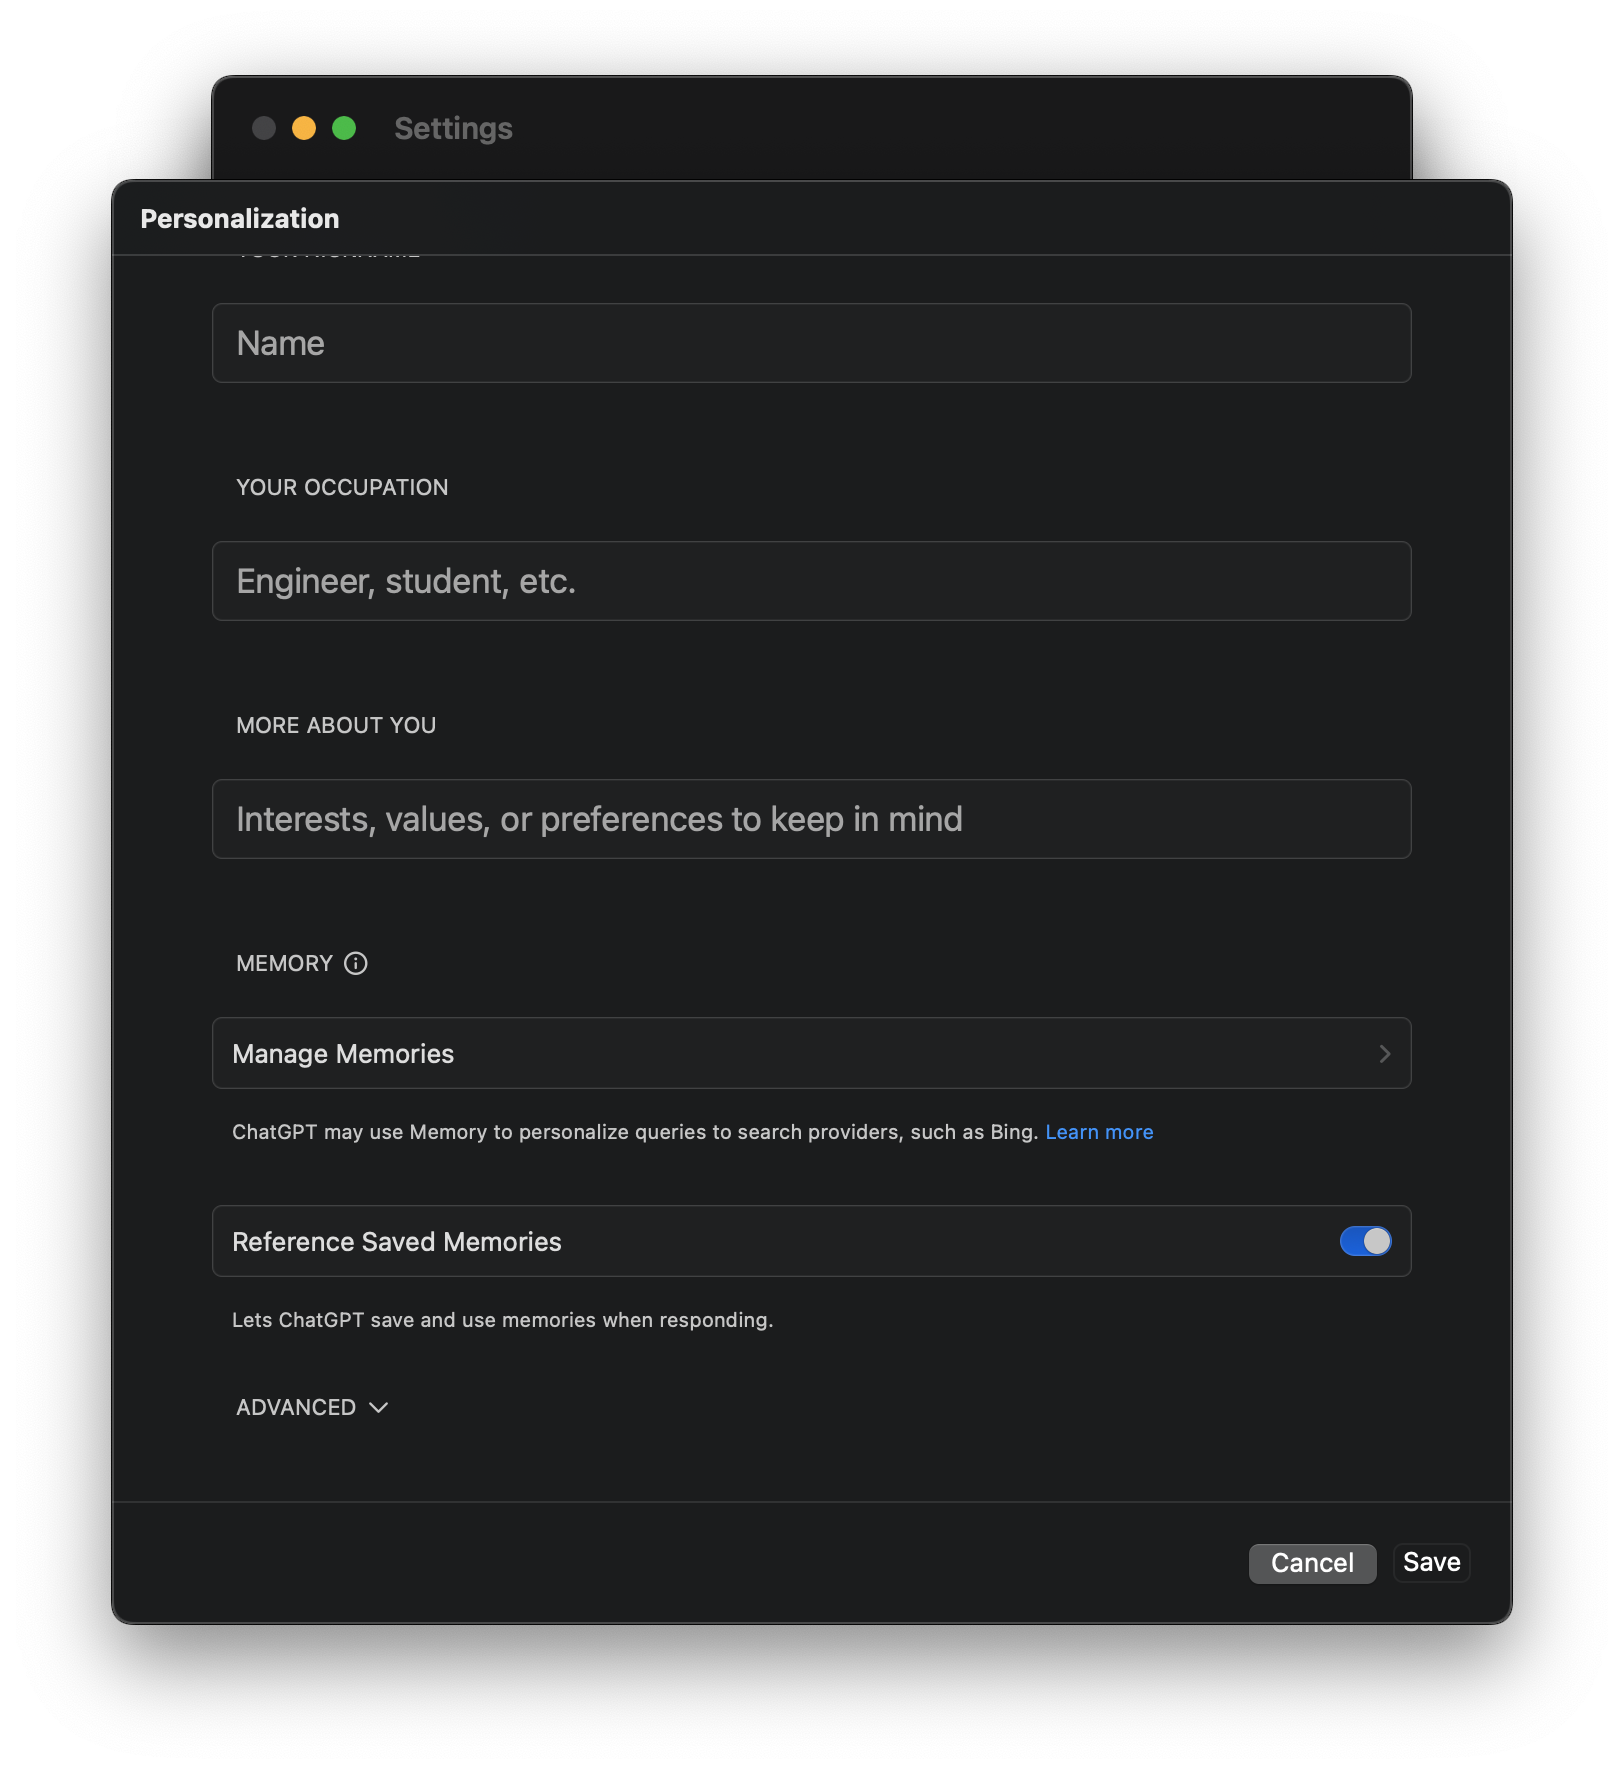 Settings
Personalization
YOUR NICKNAME
Name
YOUR OCCUPATION
Engineer, student, etc.
MORE ABOUT YOU
Interests, values, or preferences to keep in mind
MEMORY
Manage Memories
ChatGPT may use Memory to personalize queries to search providers, such as Bing. Learn more
Reference Saved Memories
Lets ChatGPT save and use memories when responding.
ADVANCED
Cancel Save